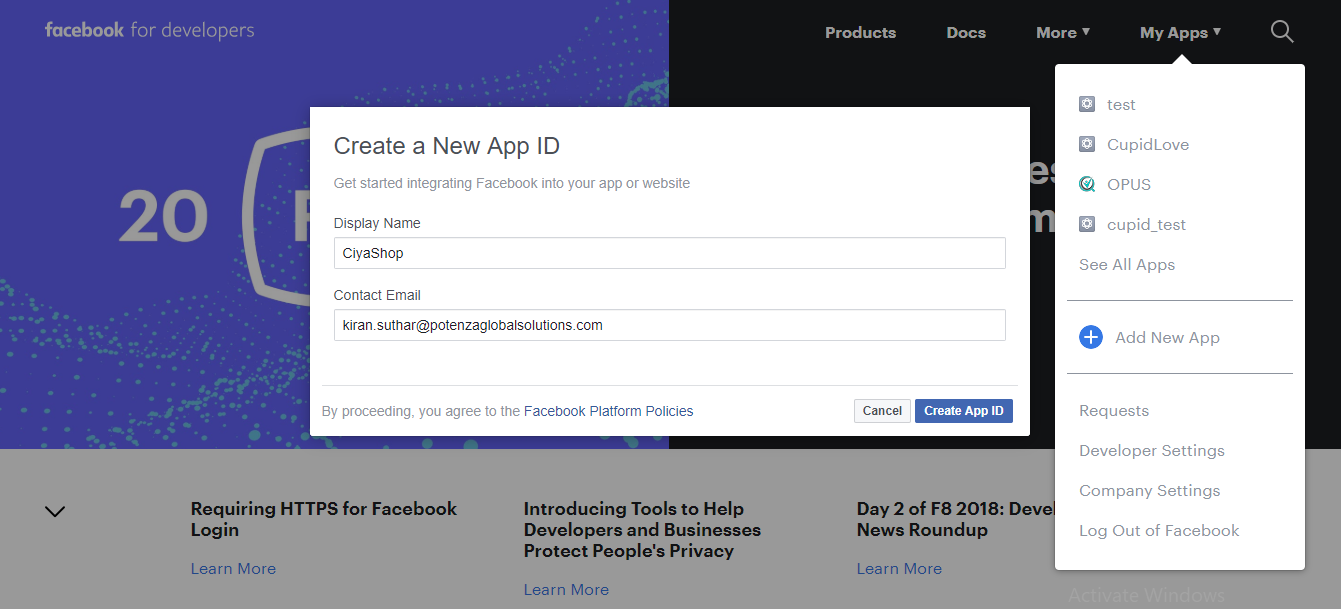 facebook for developers
Products Docs More ▼ My Apps ▼
20
test
CupidLove
OPUS
cupid_test
See All Apps
Add New App
Requests
Developer Settings
Company Settings
Log Out of Facebook
Create a New App ID
Get started integrating Facebook into your app or website
Display Name
CiyaShop
Contact Email
kiran.suthar@potenzaglobalsolutions.com
By proceeding, you agree to the Facebook Platform Policies
Cancel Create App ID
Requiring HTTPS for Facebook
Login
Learn More
Introducing Tools to Help
Developers and Businesses
Protect People's Privacy
Learn More
Day 2 of F8 2018:
News Roundup
Learn More
Activate Windows